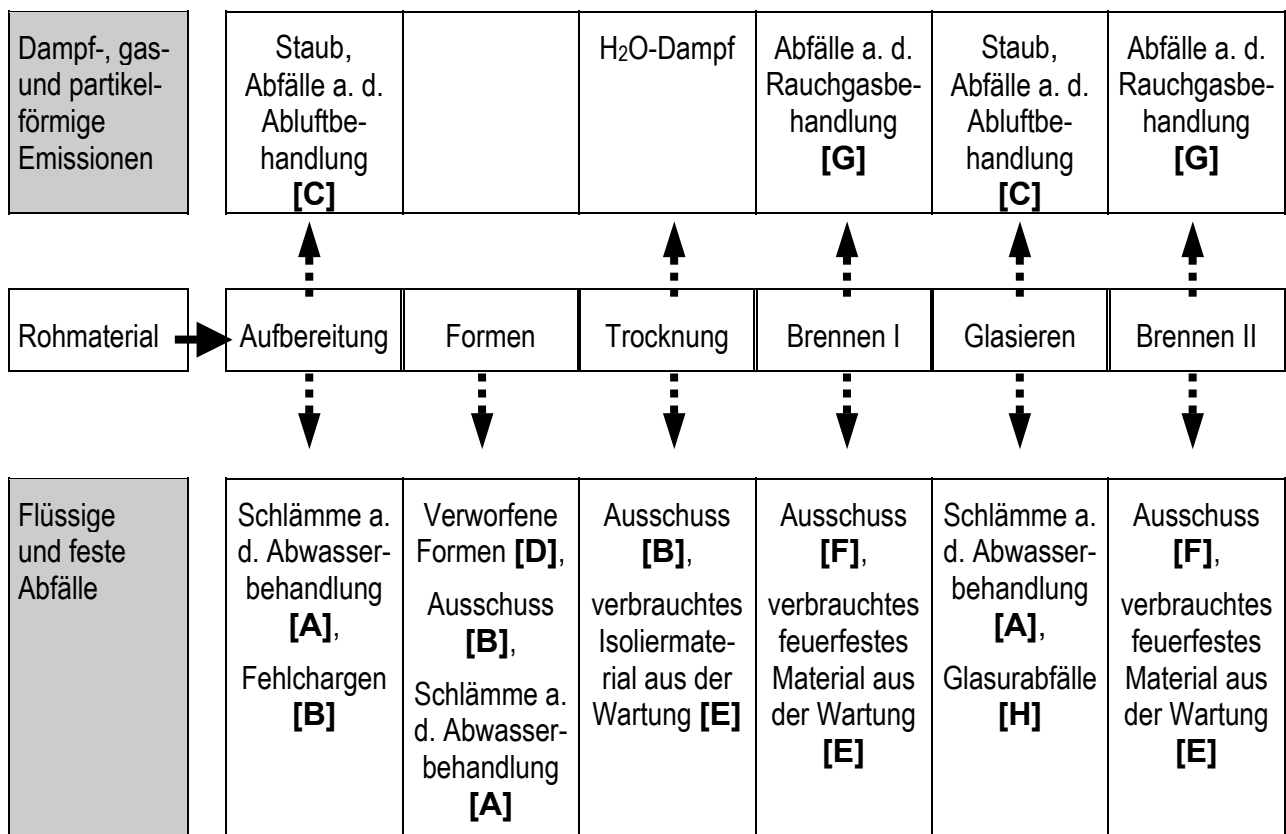 Dampf-, gas-
und partikel-
förmige
Emissionen
Staub,
Abfälle a. d.
Abluftbe-
handlung
[C]
H2O-Dampf
Abfälle a. d.
Rauchgasbe-
handlung
[G]
Staub,
Abfälle a. d.
Abluftbe-
handlung
[C]
Abfälle a. d.
Rauchgasbe-
handlung
[G]
Rohmaterial
Aufbereitung
Formen
Trocknung
Brennen I
Glasieren
Brennen II
Flüssige
und feste
Abfälle
Schlämme a.
d. Abwasser-
behandlung
[A],
Fehlchargen
[B]
Verworfene
Formen [D],
Ausschuss
[B],
Schlämme a.
d. Abwasser-
behandlung
[A]
Ausschuss
[B],
verbrauchtes
Isoliermate-
rial aus der
Wartung [E]
Ausschuss
[F],
verbrauchtes
feuerfestes
Material aus
der Wartung
[E]
Schlämme a.
d. Abwasser-
behandlung
[A],
Glasurabfälle
[H]
Ausschuss
[F],
verbrauchtes
feuerfestes
Material aus
der Wartung
[E]